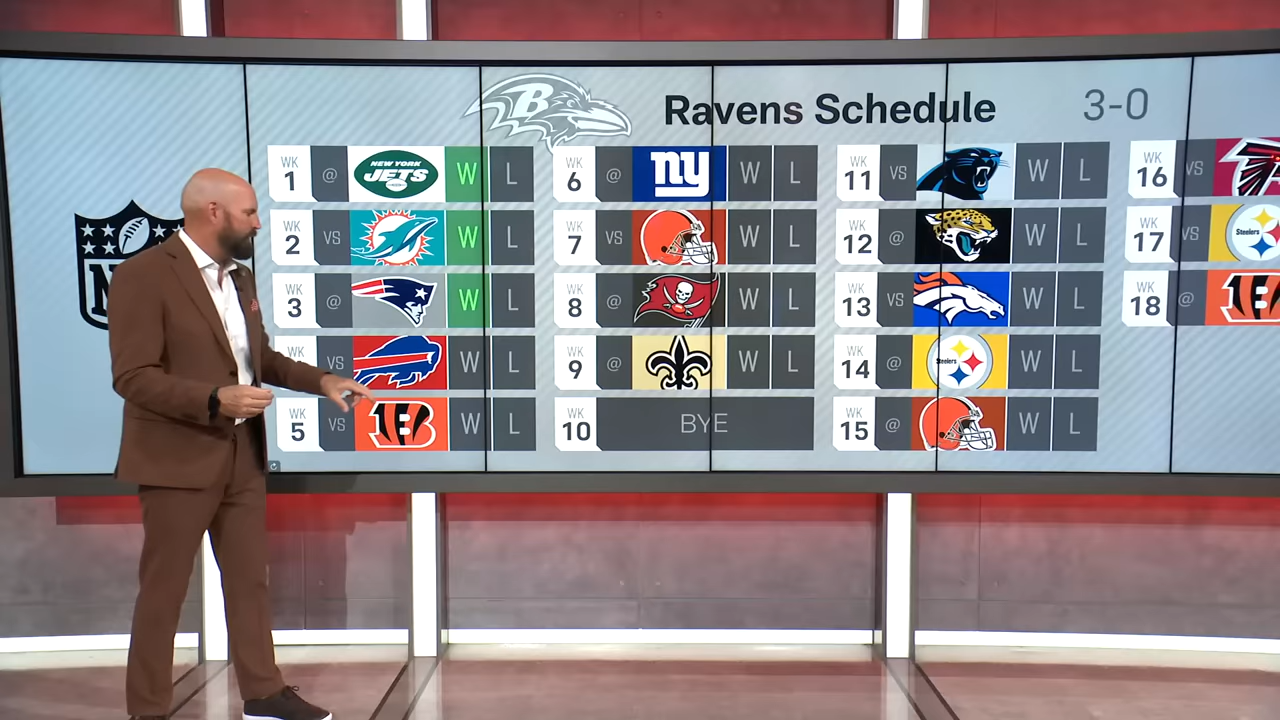 Ravens Schedule 3-0
WK 1 @ NEW YORK JETS W L
WK 2 VS W L
WK 3 @ W L
WK VS W L
WK 5 VS B W L
WK 6 @ ny W L
WK 7 VS W L
WK 8 @ W L
WK 9 @ W L
WK 10 BYE
WK 11 VS W L
WK 12 @ W L
WK 13 VS W L
WK 14 @ Steelers W L
WK 15 @ W L
WK 16 VS
WK 17 VS Steelers
WK 18 @ B
B
N